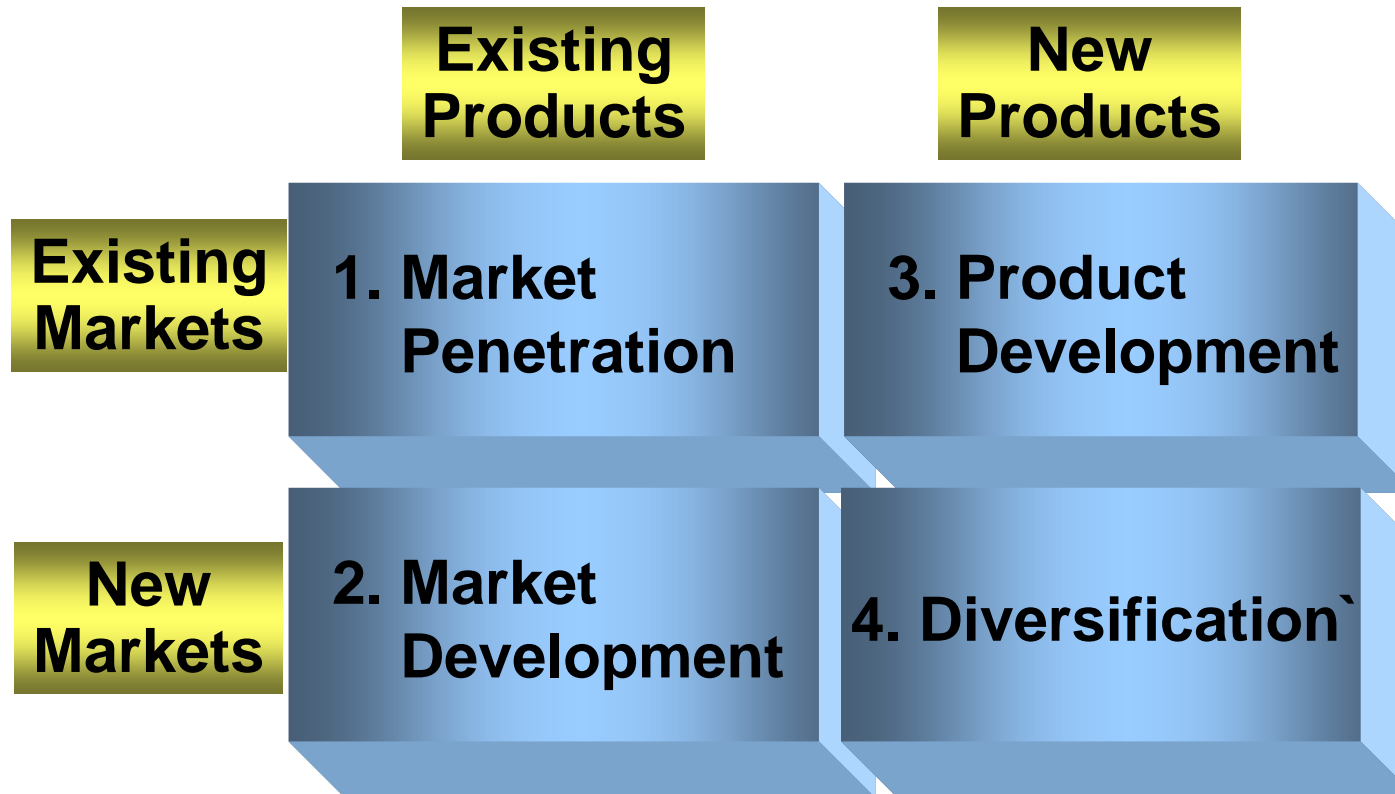 Existing
Products
New
Products
Existing
Markets
1. Market
Penetration
3. Product
Development
New
Markets
2. Market
Development
4. Diversification`